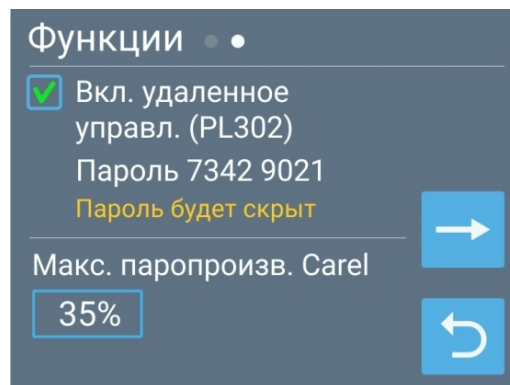 Функции
Вкл. удаленное
управл. (PL302)
Пароль 7342 9021
Пароль будет скрыт
Макс. паропроизв. Carel
35%